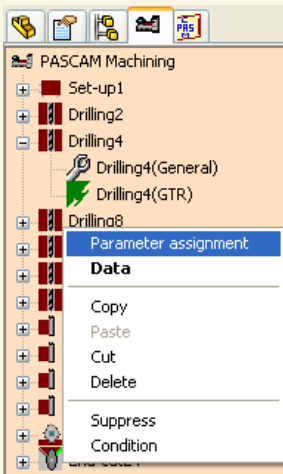 PASCAM Machining
Set-up1
Drilling2
Drilling4
Drilling4(General)
Drilling4(GTR)
Drilling8
Parameter assignment
Data
Copy
Paste
Cut
Delete
Suppress
Condition